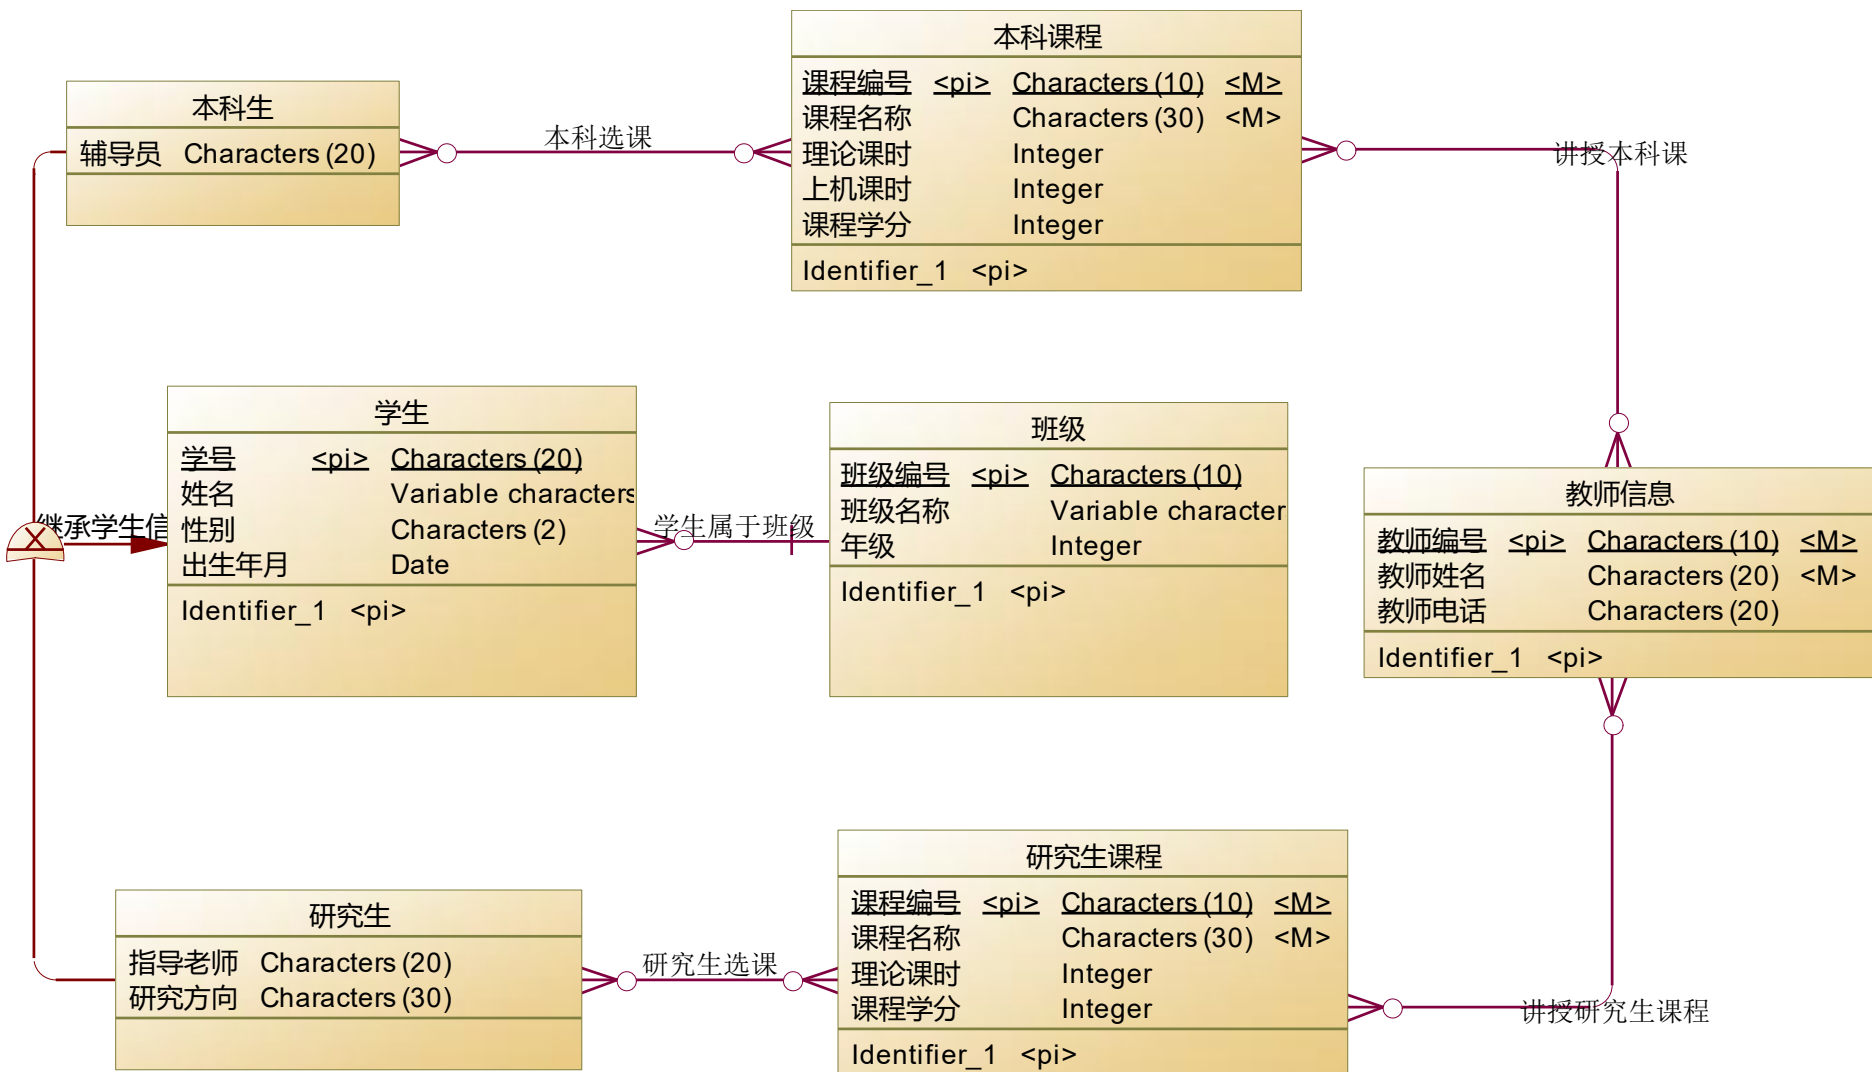 本科课程
课程编号 <pi> Characters (10) <M>
课程名称 Characters (30) <M>
理论课时 Integer
上机课时 Integer
课程学分 Integer
Identifier_1 <pi>
本科生
辅导员 Characters (20)
本科选课
讲授本科课
学生
学号 <pi> Characters (20)
姓名 Variable characters
性别 Characters (2)
出生年月 Date
Identifier_1 <pi>
继承学生信
学生属于班级
班级
班级编号 <pi> Characters (10)
班级名称 Variable character
年级 Integer
Identifier_1 <pi>
教师信息
教师编号 <pi> Characters (10) <M>
教师姓名 Characters (20) <M>
教师电话 Characters (20)
Identifier_1 <pi>
研究生
指导老师 Characters (20)
研究方向 Characters (30)
研究生选课
研究生课程
课程编号 <pi> Characters (10) <M>
课程名称 Characters (30) <M>
理论课时 Integer
课程学分 Integer
Identifier_1 <pi>
讲授研究生课程